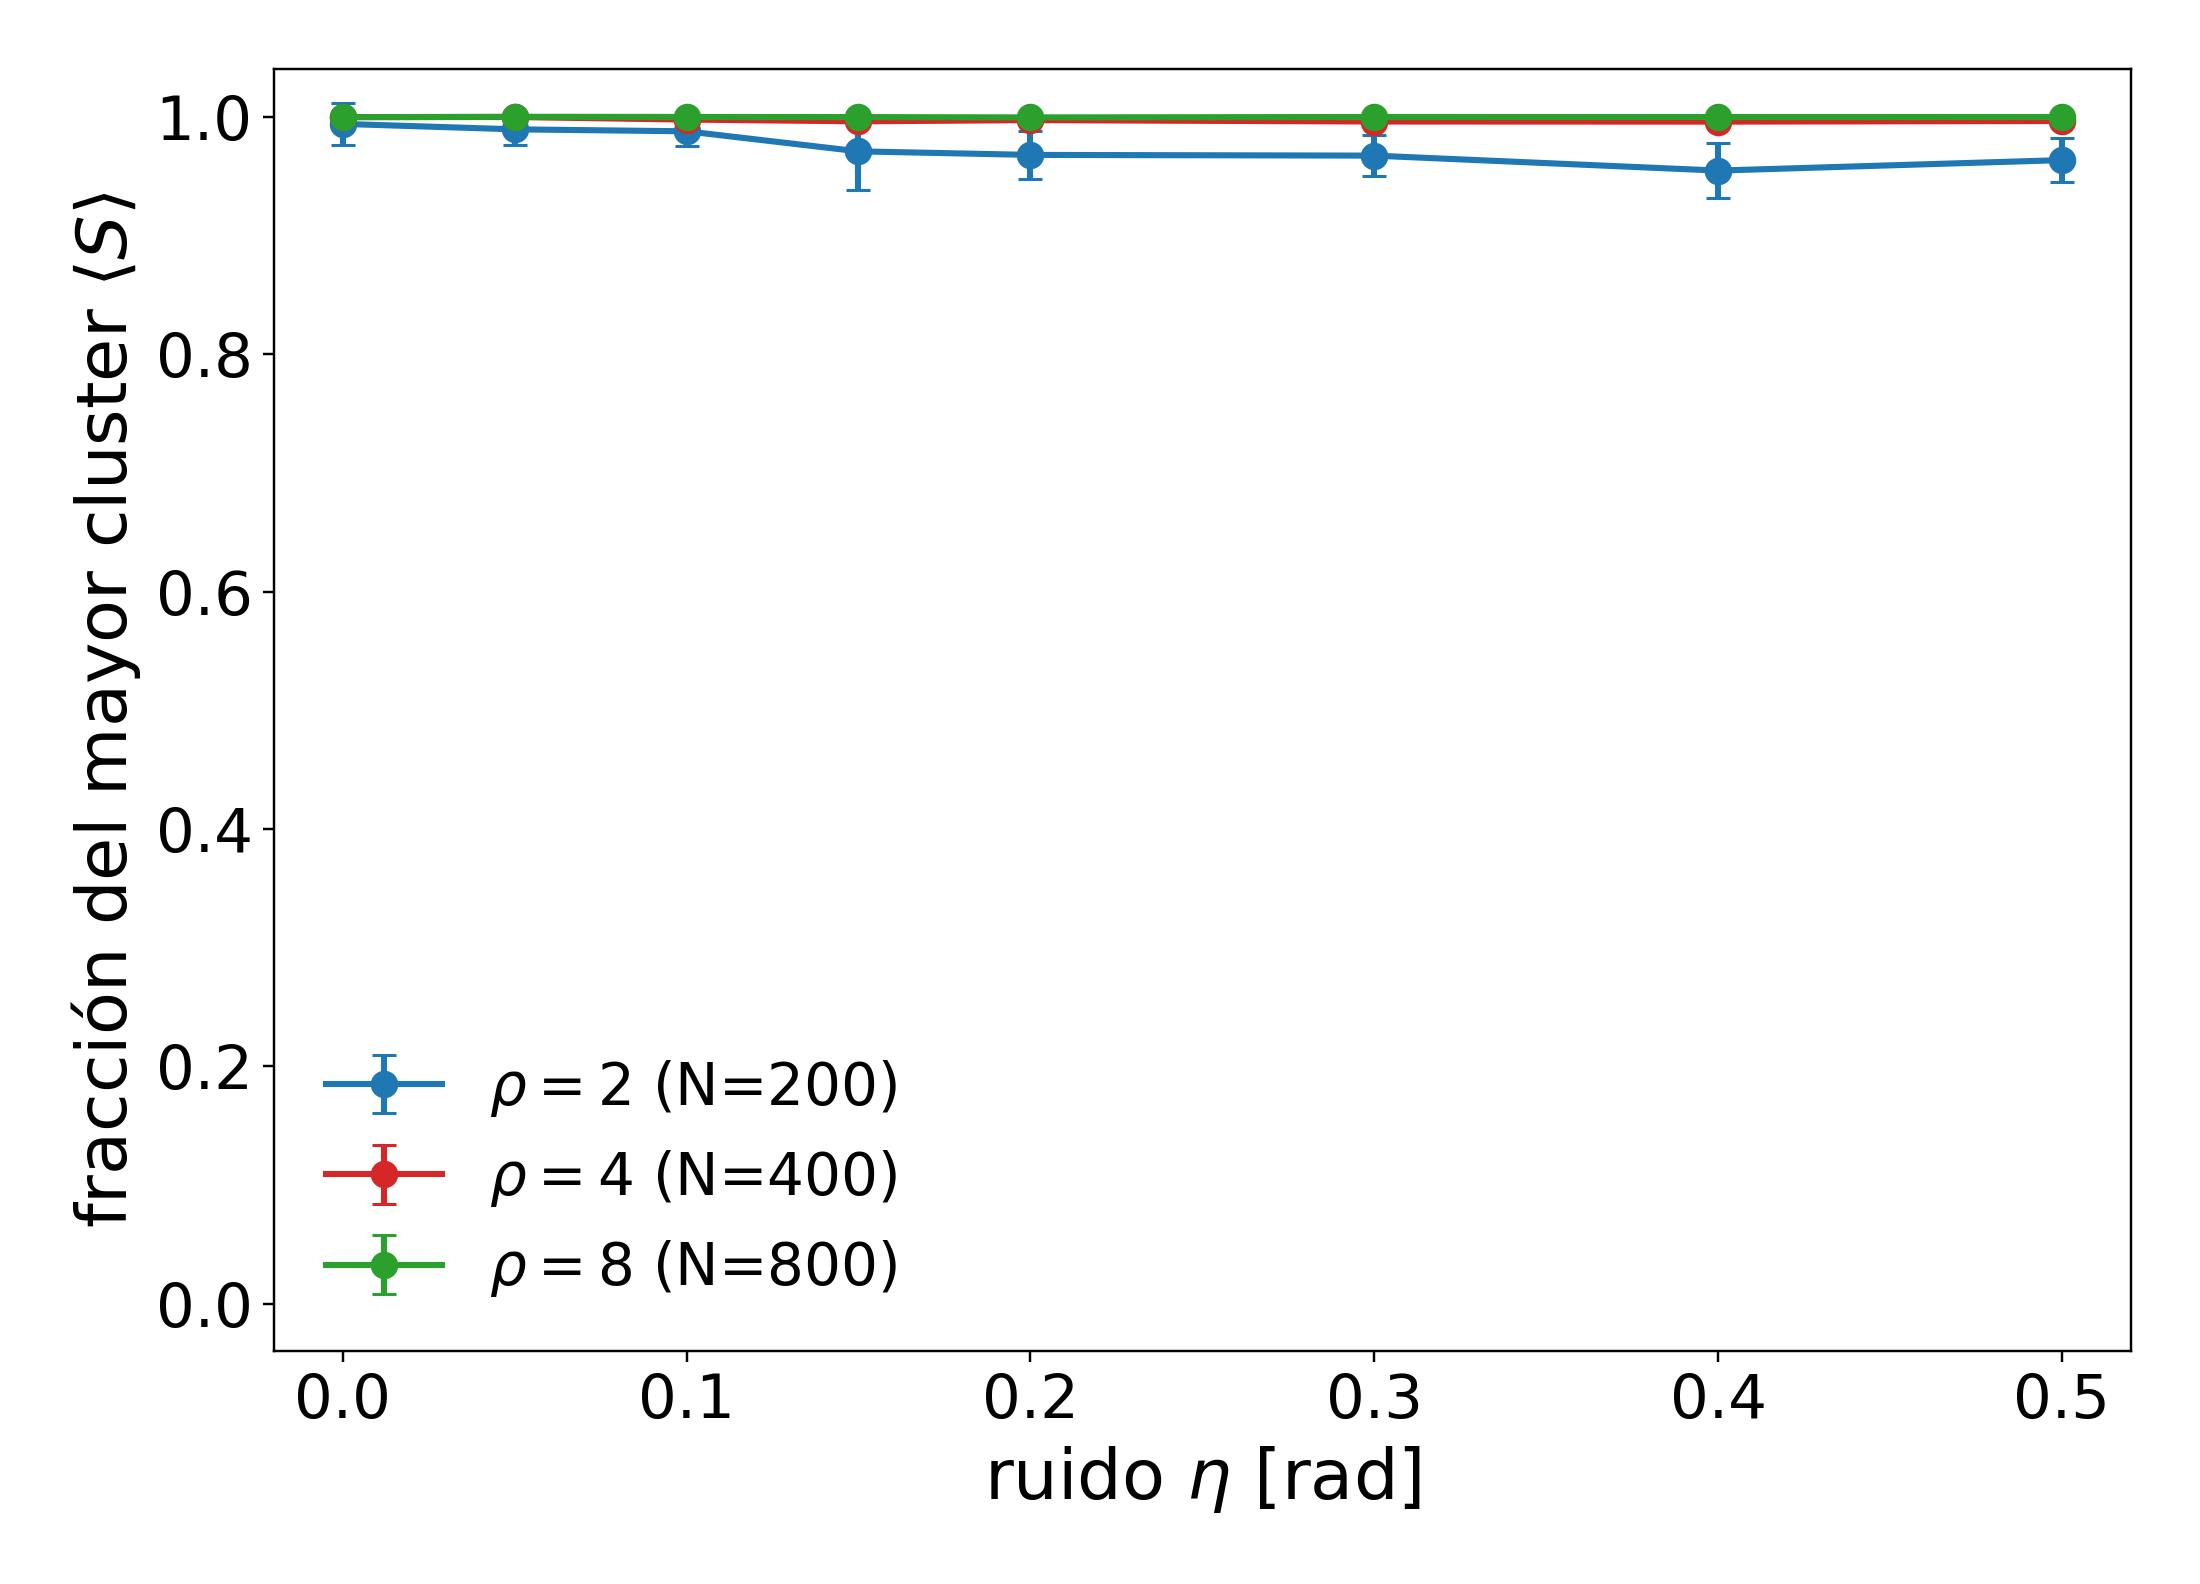 fracción del mayor cluster ⟨S⟩
1.0
0.8
0.6
0.4
0.2
0.0
ρ = 2 (N=200)
ρ = 4 (N=400)
ρ = 8 (N=800)
0.0 0.1 0.2 0.3 0.4 0.5
ruido η [rad]